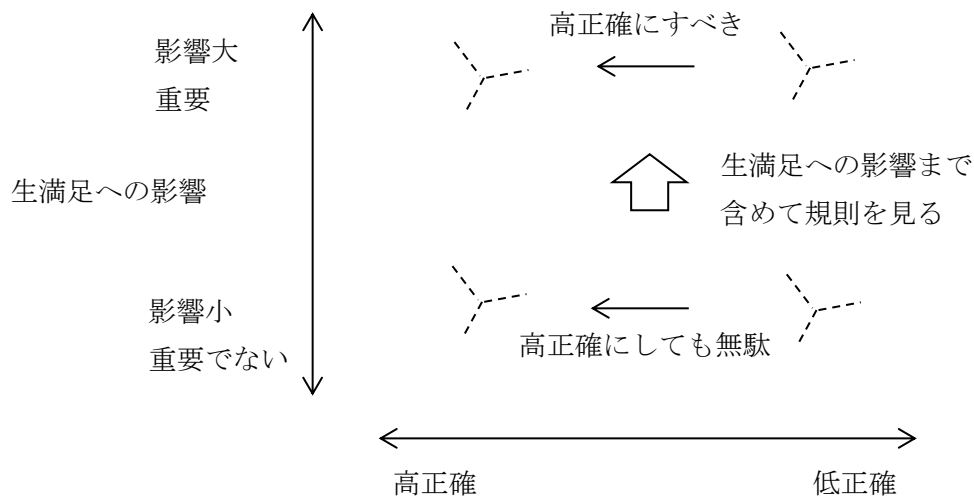 高正確にすべき
影響大
重要
生満足への影響
生満足への影響まで
含めて規則を見る
影響小
重要でない
高正確にしても無駄
高正確
低正確